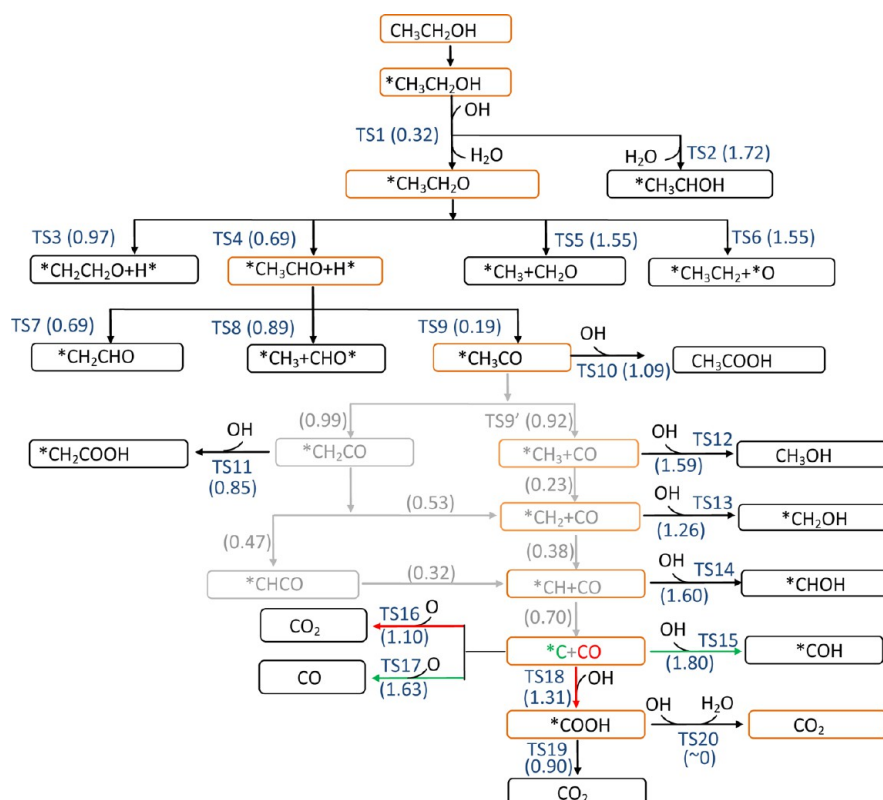 CH₃CH₂OH
*CH₃CH₂OH
OH
TS1 (0.32)
H₂O
H₂O
TS2 (1.72)
*CH₃CH₂O
*CH₃CHOH
TS3 (0.97)
TS4 (0.69)
TS5 (1.55)
TS6 (1.55)
*CH₂CH₂O+H*
*CH₃CHO+H*
*CH₃+CH₂O
*CH₃CH₂+*O
TS7 (0.69)
TS8 (0.89)
TS9 (0.19)
OH
*CH₂CHO
*CH₃+CHO*
*CH₃CO
TS10 (1.09)
CH₃COOH
(0.99)
TS9’ (0.92)
*CH₂COOH
OH
TS11
(0.85)
*CH₂CO
*CH₃+CO
OH
TS12
(1.59)
CH₃OH
(0.23)
(0.53)
*CH₂+CO
OH
TS13
(1.26)
*CH₂OH
(0.47)
(0.38)
*CHCO
(0.32)
*CH+CO
OH
TS14
(1.60)
*CHOH
(0.70)
CO₂
TS16
O
(1.10)
*C+CO
OH
TS15
(1.80)
*COH
CO
TS17
O
(1.63)
TS18
OH
(1.31)
*COOH
OH
H₂O
TS20
(~0)
CO₂
TS19
(0.90)
CO₂